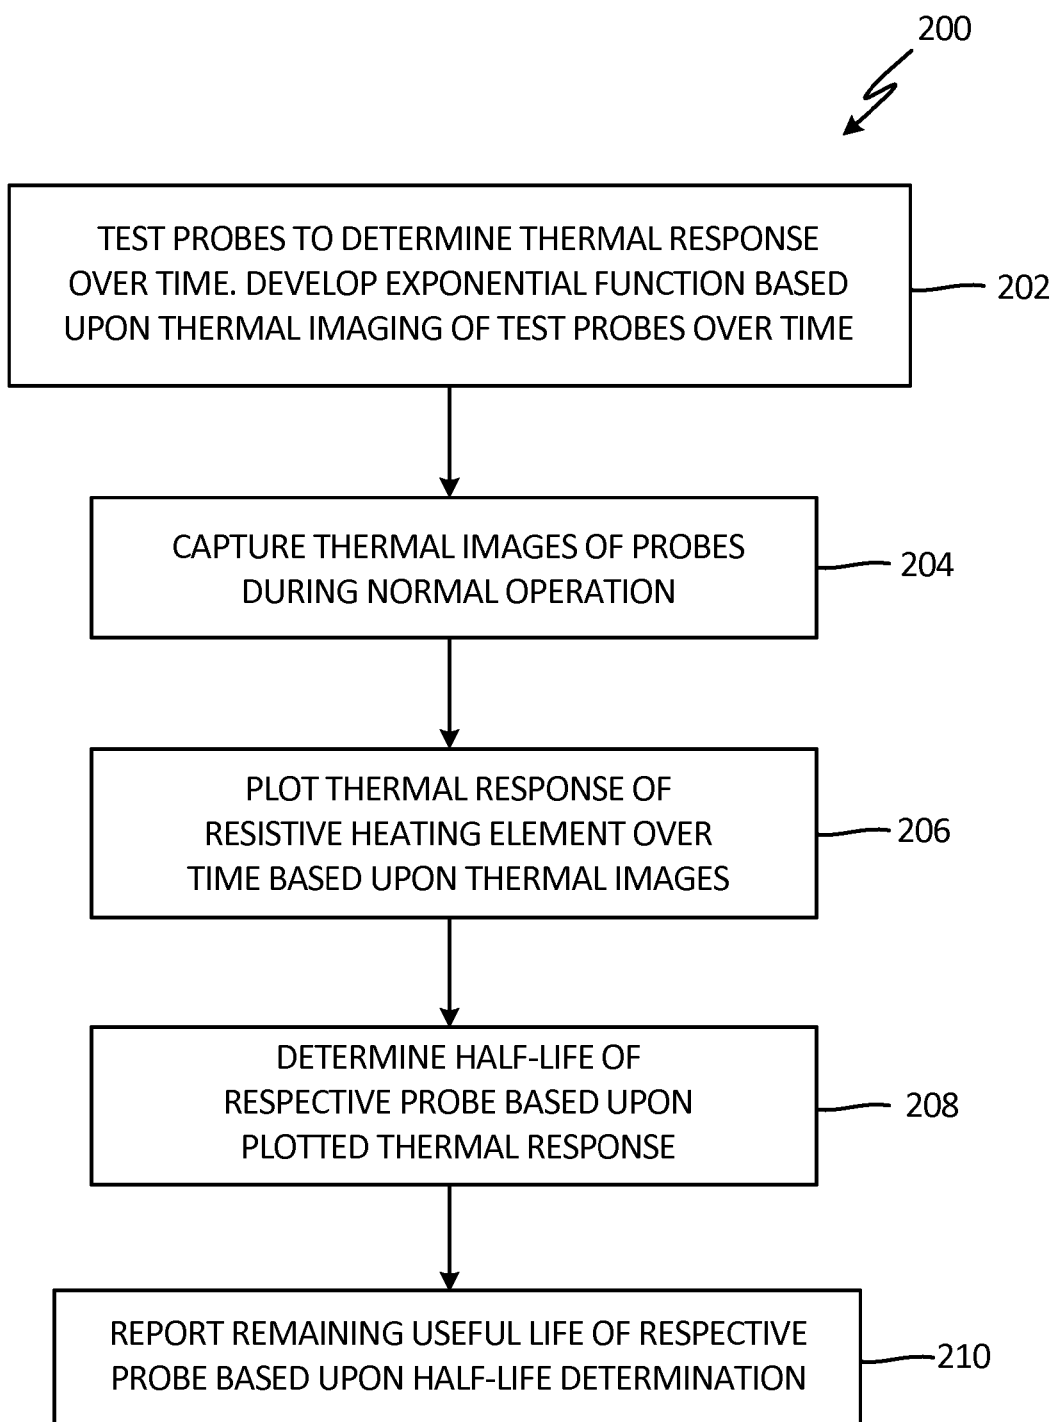 200
TEST PROBES TO DETERMINE THERMAL RESPONSE
OVER TIME. DEVELOP EXPONENTIAL FUNCTION BASED
UPON THERMAL IMAGING OF TEST PROBES OVER TIME
202
CAPTURE THERMAL IMAGES OF PROBES
DURING NORMAL OPERATION
204
PLOT THERMAL RESPONSE OF
RESISTIVE HEATING ELEMENT OVER
TIME BASED UPON THERMAL IMAGES
206
DETERMINE HALF-LIFE OF
RESPECTIVE PROBE BASED UPON
PLOTTED THERMAL RESPONSE
208
REPORT REMAINING USEFUL LIFE OF RESPECTIVE
PROBE BASED UPON HALF-LIFE DETERMINATION
210